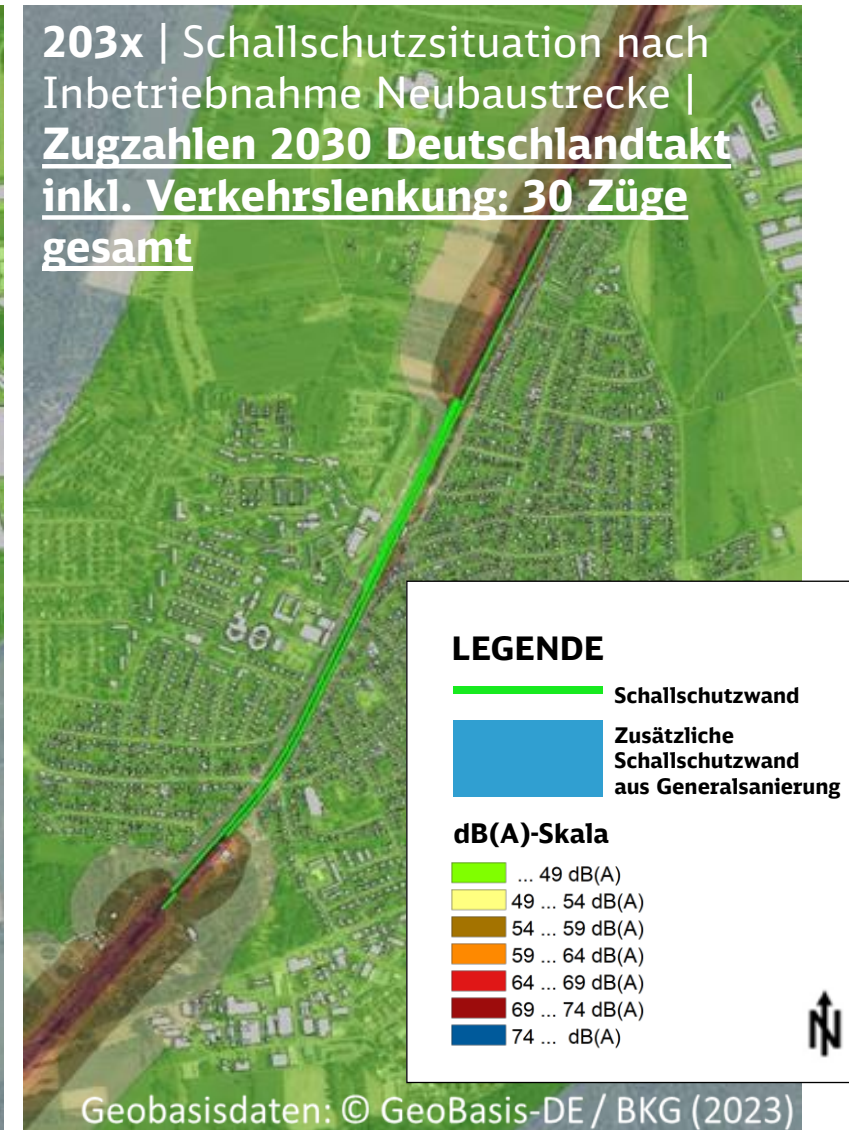 203x | Schallschutzsituation nach
Inbetriebnahme Neubaustrecke |
Zugzahlen 2030 Deutschlandtakt
inkl. Verkehrslenkung: 30 Züge
gesamt
LEGENDE
Schallschutzwand
Zusätzliche
Schallschutzwand
aus Generalsanierung
dB(A)-Skala
... 49 dB(A)
49 ... 54 dB(A)
54 ... 59 dB(A)
59 ... 64 dB(A)
64 ... 69 dB(A)
69 ... 74 dB(A)
74 ... dB(A)
N
Geobasisdaten: © GeoBasis-DE / BKG (2023)